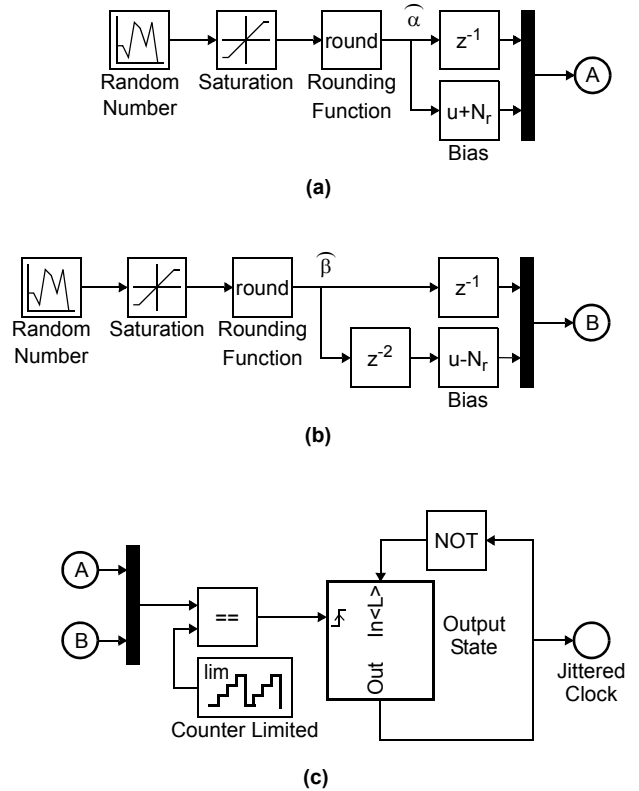 α
round
z-1
A
Random
Number
Saturation
Rounding
Function
u+Nr
Bias
(a)
β
round
z-1
B
Random
Number
Saturation
Rounding
Function
z-2
u-Nr
Bias
(b)
NOT
A
B
==
In<L>
Out
Output
State
Jittered
Clock
lim
Counter Limited
(c)